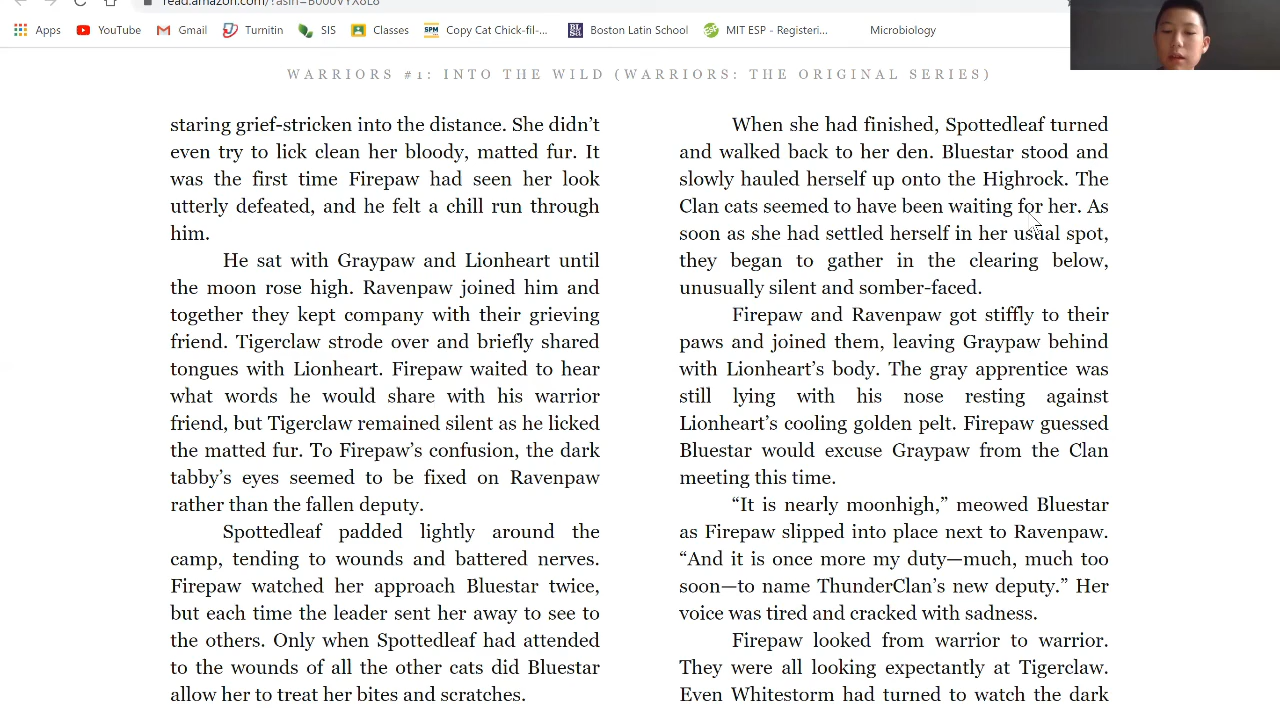 read.amazon.com/?asin=B000VYX8L8
Apps YouTube Gmail Turnitin SIS Classes Copy Cat Chick-fil-... Boston Latin School MIT ESP - Registeri... Microbiology
WARRIORS #1: INTO THE WILD (WARRIORS: THE ORIGINAL SERIES)
staring grief-stricken into the distance. She didn’t
even try to lick clean her bloody, matted fur. It
was the first time Firepaw had seen her look
utterly defeated, and he felt a chill run through
him.
He sat with Graypaw and Lionheart until
the moon rose high. Ravenpaw joined him and
together they kept company with their grieving
friend. Tigerclaw strode over and briefly shared
tongues with Lionheart. Firepaw waited to hear
what words he would share with his warrior
friend, but Tigerclaw remained silent as he licked
the matted fur. To Firepaw’s confusion, the dark
tabby’s eyes seemed to be fixed on Ravenpaw
rather than the fallen deputy.
Spottedleaf padded lightly around the
camp, tending to wounds and battered nerves.
Firepaw watched her approach Bluestar twice,
but each time the leader sent her away to see to
the others. Only when Spottedleaf had attended
to the wounds of all the other cats did Bluestar
allow her to treat her bites and scratches.
When she had finished, Spottedleaf turned
and walked back to her den. Bluestar stood and
slowly hauled herself up onto the Highrock. The
Clan cats seemed to have been waiting for her. As
soon as she had settled herself in her usual spot,
they began to gather in the clearing below,
unusually silent and somber-faced.
Firepaw and Ravenpaw got stiffly to their
paws and joined them, leaving Graypaw behind
with Lionheart’s body. The gray apprentice was
still lying with his nose resting against
Lionheart’s cooling golden pelt. Firepaw guessed
Bluestar would excuse Graypaw from the Clan
meeting this time.
“It is nearly moonhigh,” meowed Bluestar
as Firepaw slipped into place next to Ravenpaw.
“And it is once more my duty—much, much too
soon—to name ThunderClan’s new deputy.” Her
voice was tired and cracked with sadness.
Firepaw looked from warrior to warrior.
They were all looking expectantly at Tigerclaw.
Even Whitestorm had turned to watch the dark